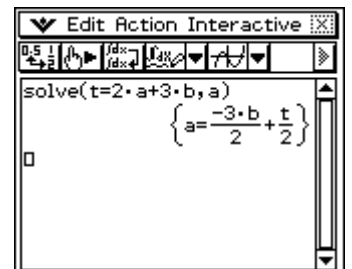 Edit Action Interactive
solve(t=2·a+3·b,a)
{a=-3·b/2+t/2}